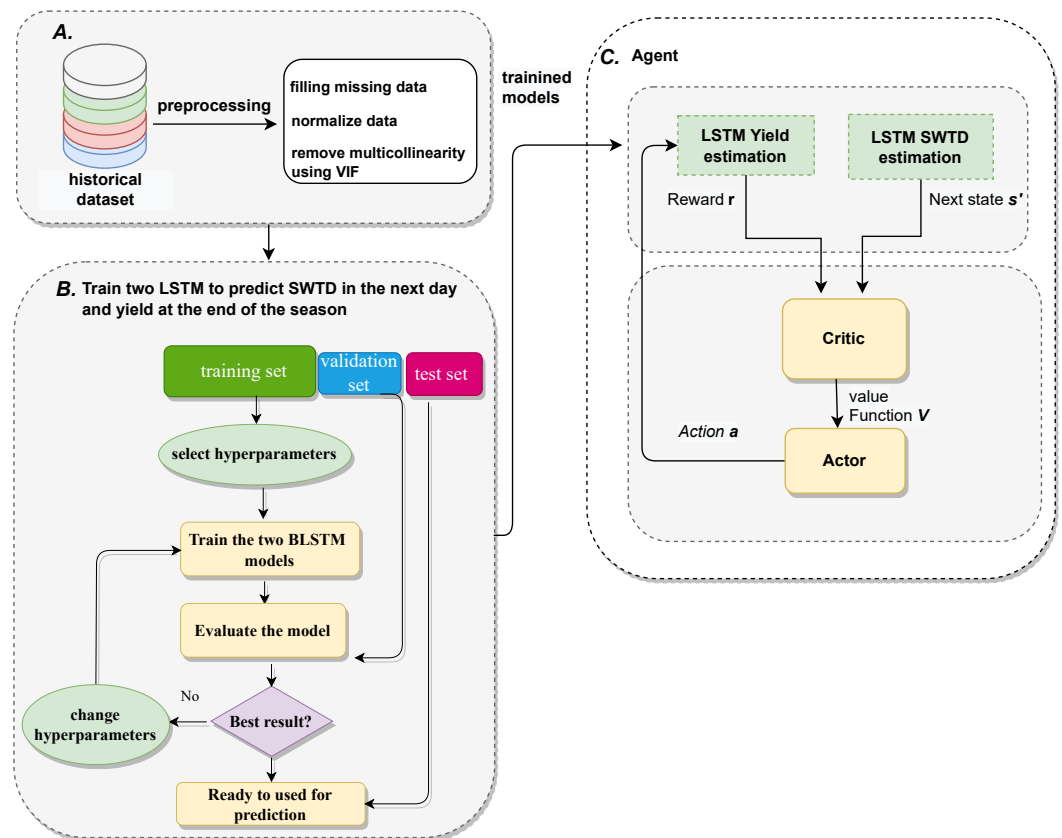 A.
preprocessing
historical
dataset
filling missing data
normalize data
remove multicollinearity
using VIF
trainined
models
B. Train two LSTM to predict SWTD in the next day
and yield at the end of the season
training set
validation
set
test set
select hyperparameters
Train the two BLSTM
models
Evaluate the model
No
Best result?
change
hyperparameters
Ready to used for
prediction
C. Agent
LSTM Yield
estimation
LSTM SWTD
estimation
Reward r
Next state s'
Critic
value
Function V
Action a
Actor